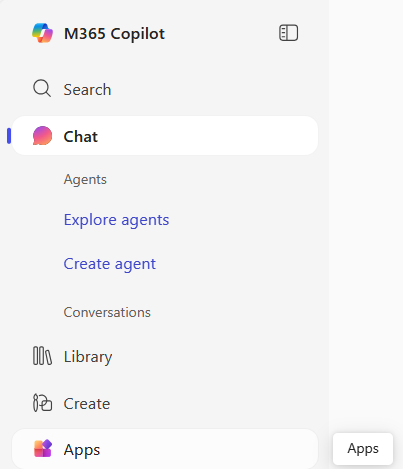 M365 Copilot
Search
Chat
Agents
Explore agents
Create agent
Conversations
Library
Create
Apps
Apps